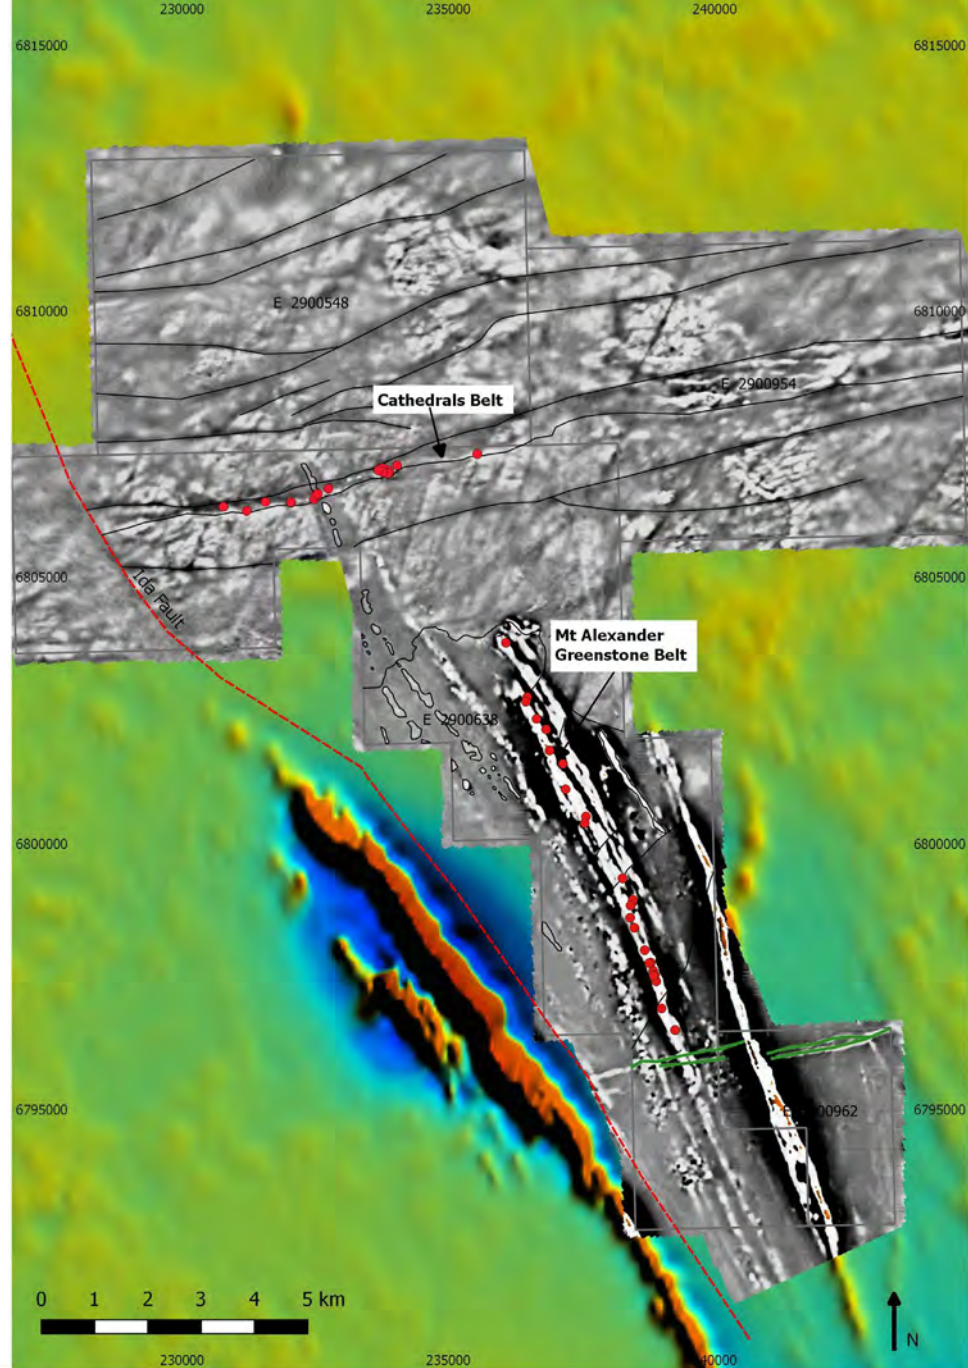 230000 235000 240000
6815000 6815000
6810000 6810000
E 2900548
E 2900954
Cathedrals Belt
6805000 6805000
Ida Fault
Mt Alexander
Greenstone Belt
E 2900638
6800000 6800000
6795000 6795000
0 1 2 3 4 5 km
N
230000 235000